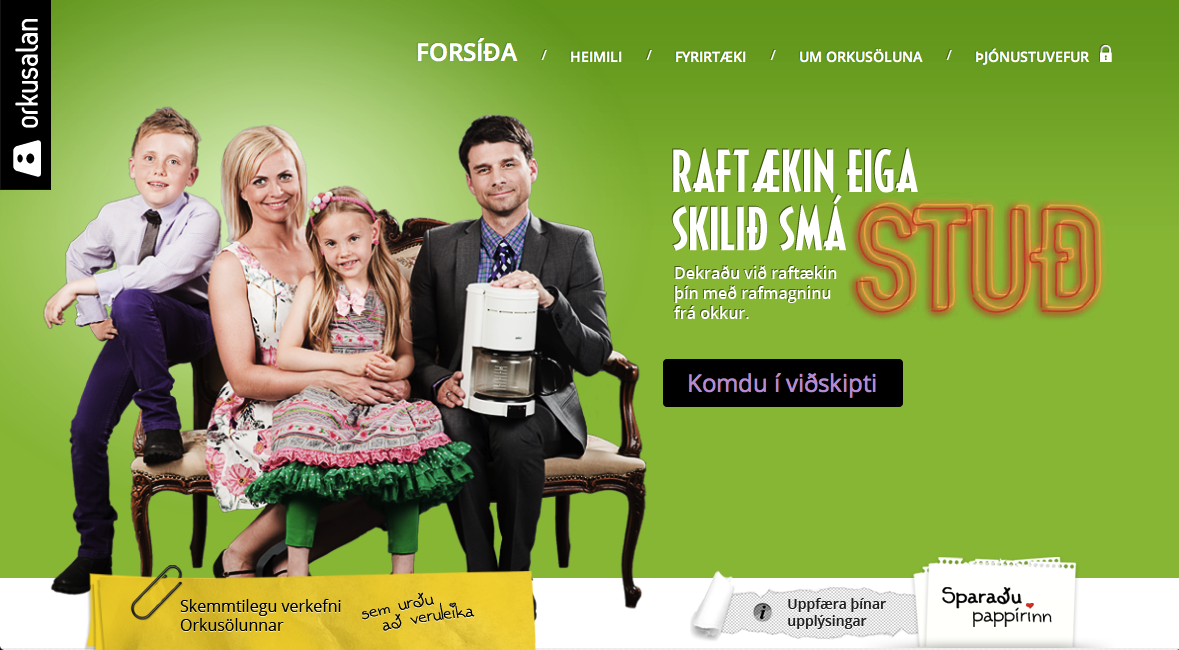 orkusalan
FORSÍÐA / HEIMILI / FYRIRTÆKI / UM ORKUSÖLUNA / ÞJÓNUSTUVEFUR
RAFTÆKIN EIGA
SKILIÐ SMÁ STUÐ
Dekraðu við raftækin
þín með rafmagninu
frá okkur.
Komdu í viðskipti
Skemmtilegu verkefni
Orkusölunnar
sem urðu
að veruleika
i
Uppfæra þínar
upplýsingar
Sparaðu
pappírinn